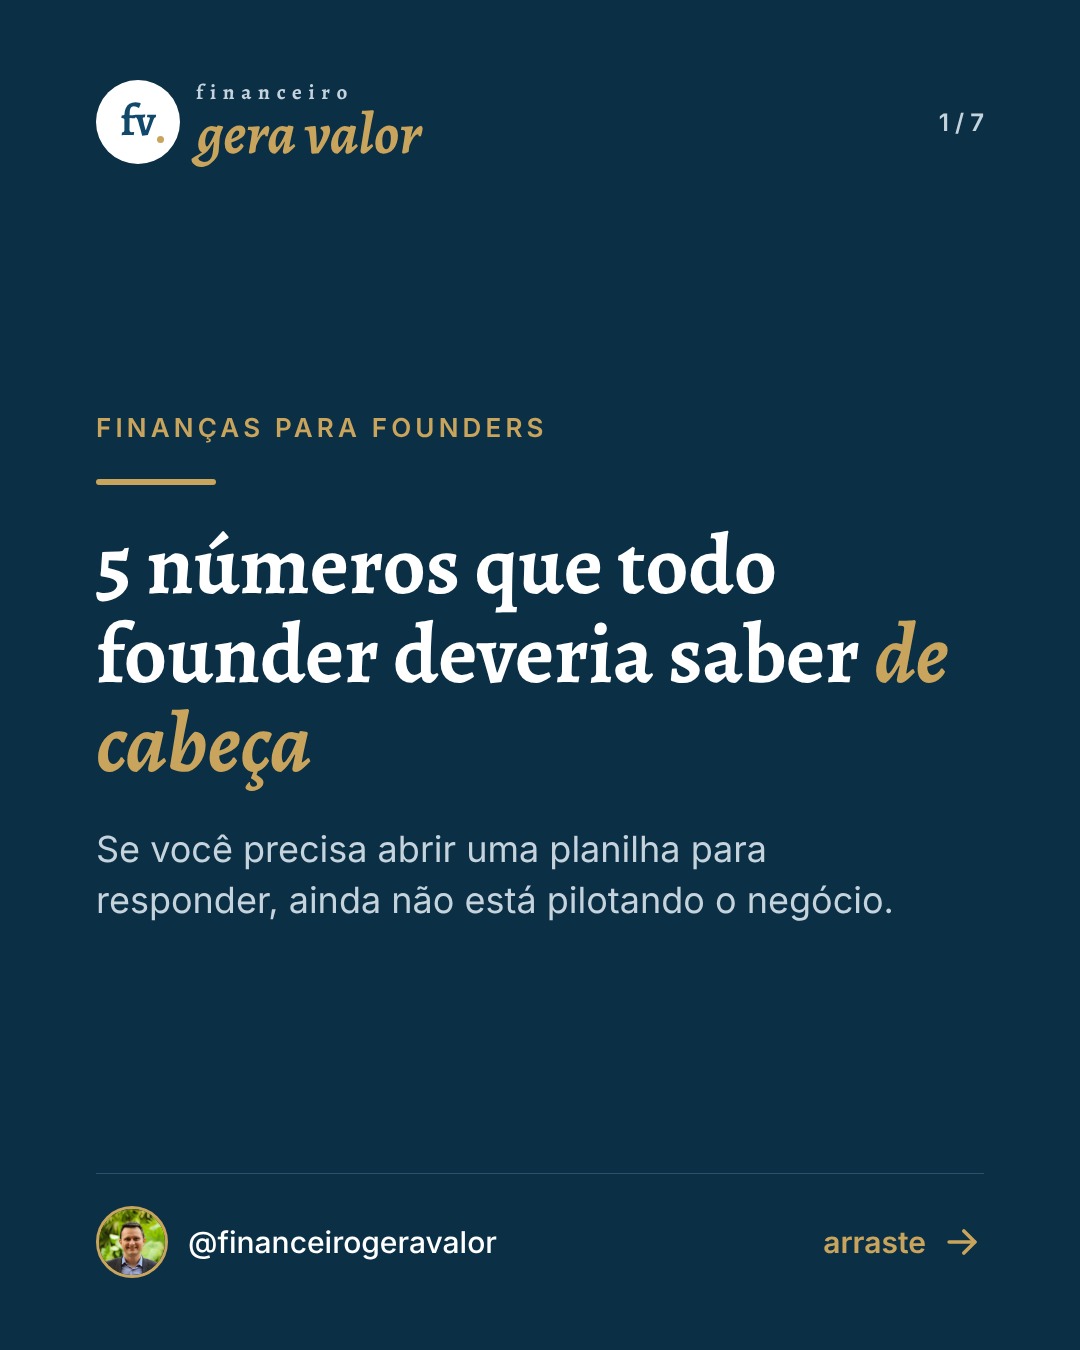 fv.
financeiro
gera valor
1/7
FINANÇAS PARA FOUNDERS
5 números que todo
founder deveria saber de
cabeça
Se você precisa abrir uma planilha para
responder, ainda não está pilotando o negócio.
@financeirogeravalor
arraste →